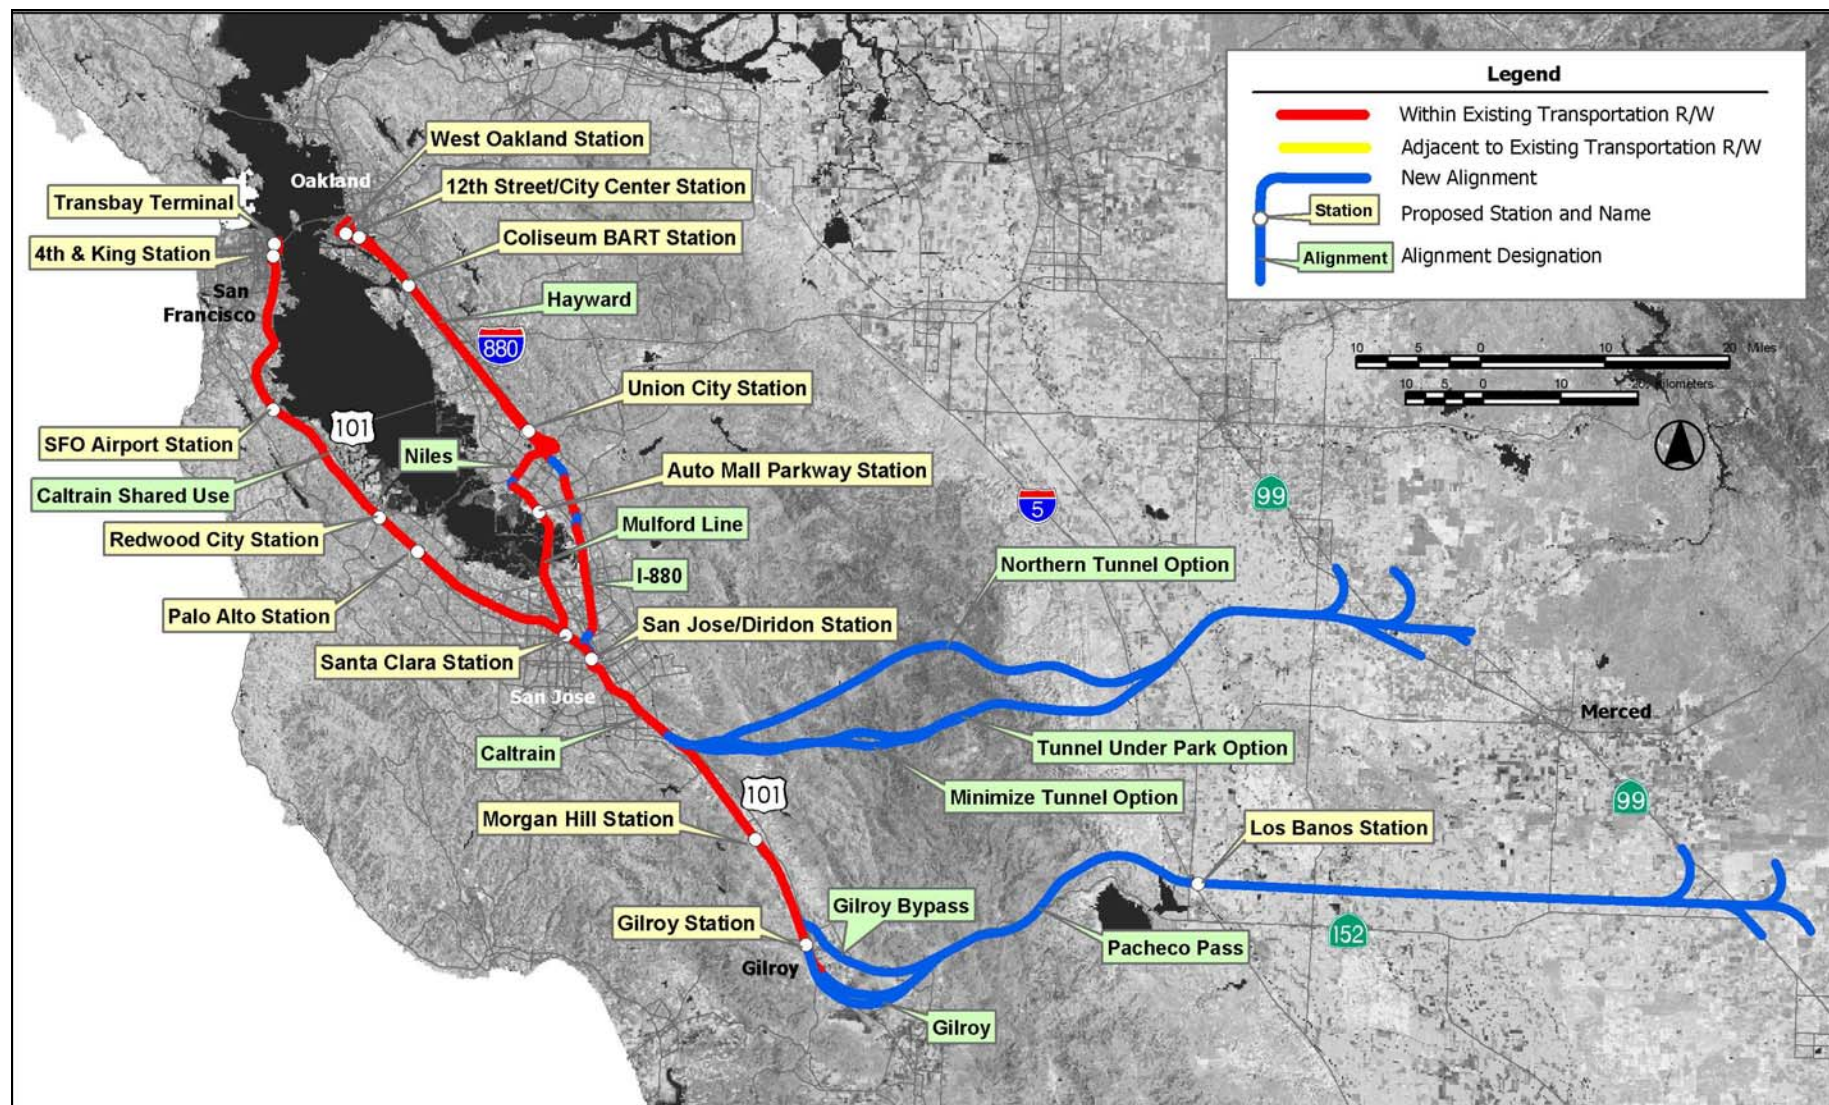 Legend
Within Existing Transportation R/W
Adjacent to Existing Transportation R/W
New Alignment
Station
Proposed Station and Name
Alignment
Alignment Designation
10 5 0 10 20 Miles
10 5 0 10 20 Kilometers
West Oakland Station
Oakland
12th Street/City Center Station
Transbay Terminal
Coliseum BART Station
4th & King Station
San
Francisco
Hayward
880
Union City Station
101
SFO Airport Station
Niles
Auto Mall Parkway Station
Caltrain Shared Use
99
5
Mulford Line
Redwood City Station
Northern Tunnel Option
I-880
Palo Alto Station
San Jose/Diridon Station
Santa Clara Station
San Jose
Merced
Caltrain
Tunnel Under Park Option
Minimize Tunnel Option
101
99
Morgan Hill Station
Los Banos Station
Gilroy Bypass
Gilroy Station
152
Pacheco Pass
Gilroy
Gilroy